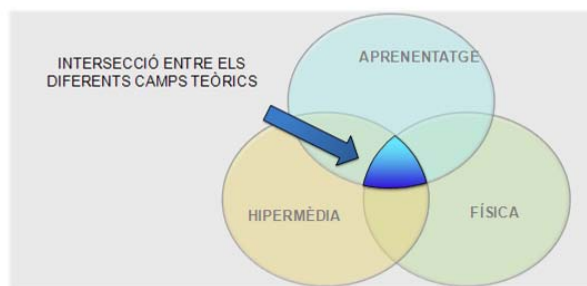 INTERSECCIÓ ENTRE ELS
DIFERENTS CAMPS TEÒRICS
APRENENTATGE
HIPERMÈDIA
FÍSICA